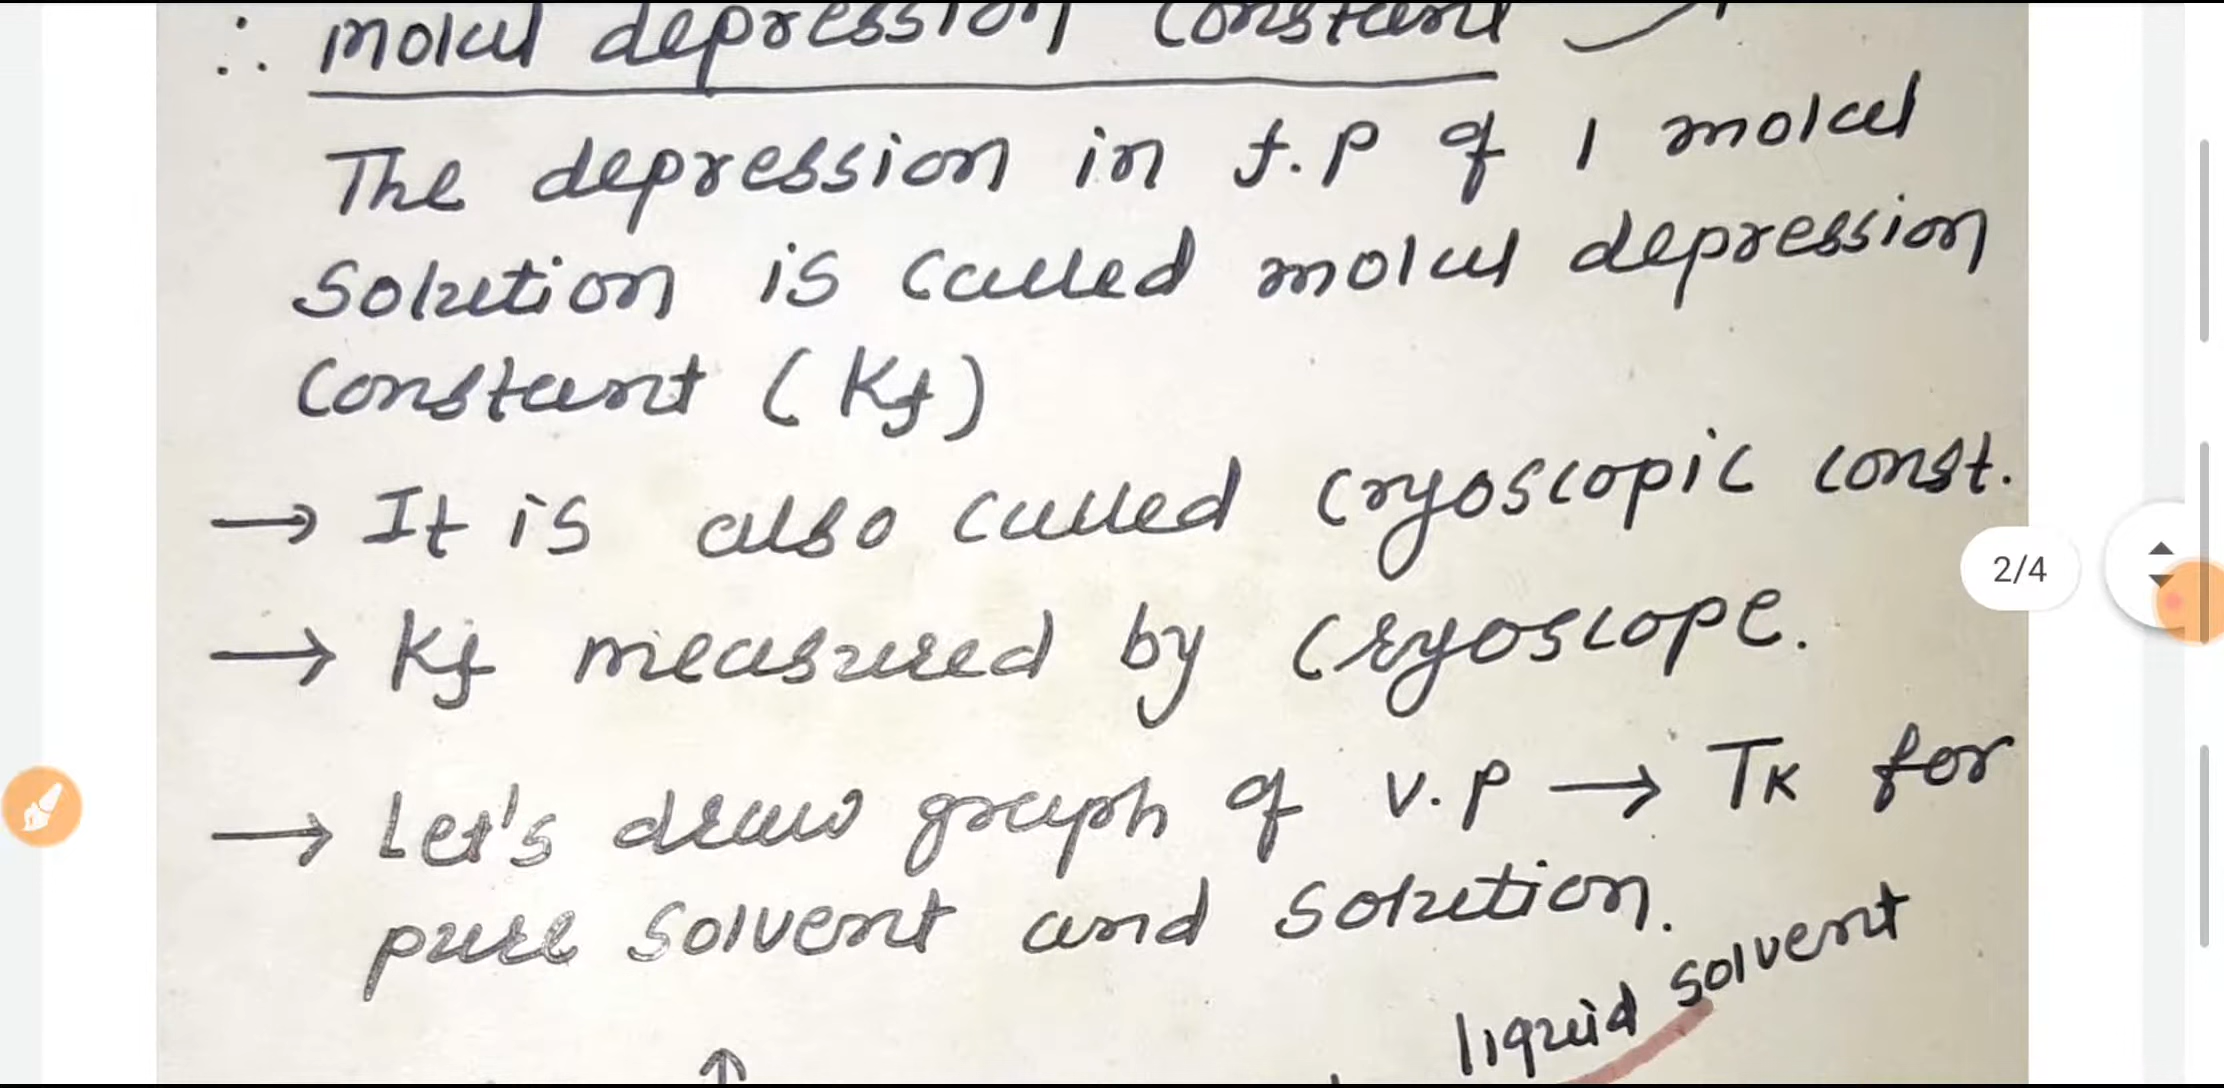 ∴ molal depression constant
The depression in f.p of 1 molal
solution is called molal depression
constant (Kf)
→ It is also called cryoscopic const.
→ Kf measured by cryoscope.
→ Let's draw graph of v.p → TK for
pure solvent and solution.
liquid solvent
2/4